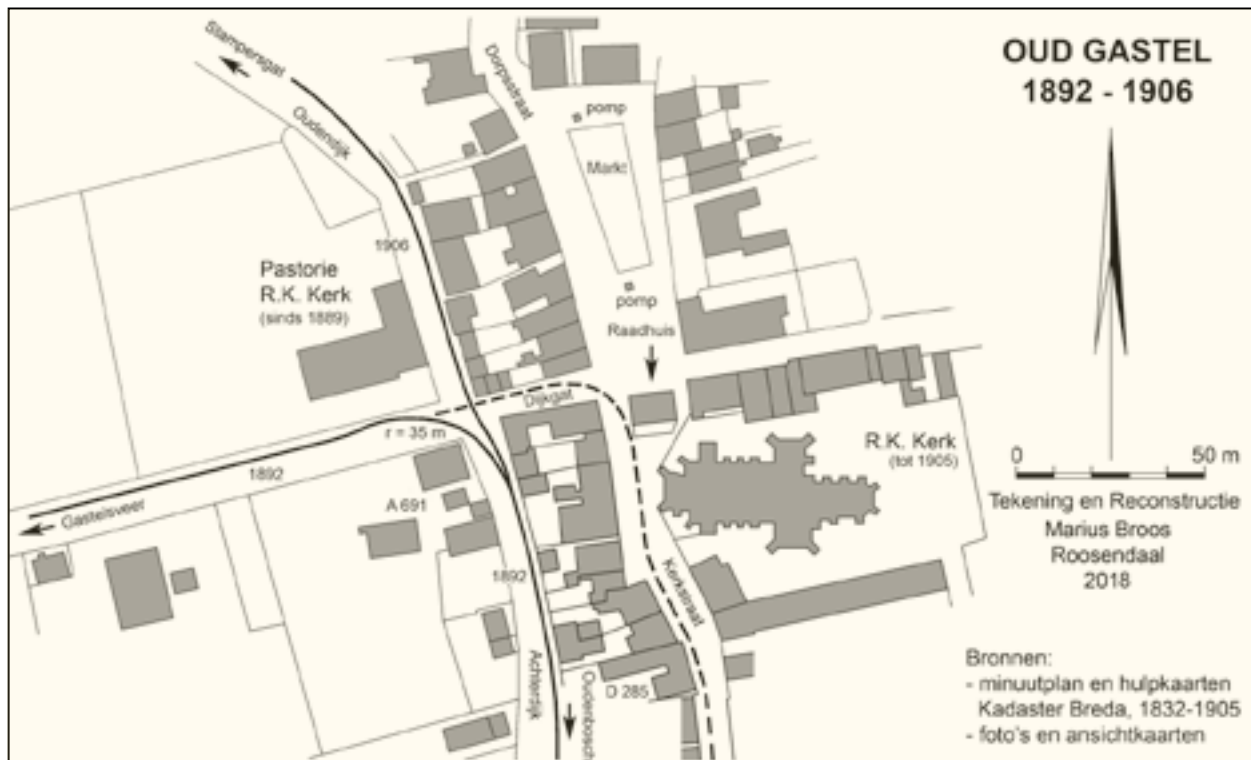 OUD GASTEL
1892 - 1906
Stampersgat
Oudendijk
Dorpsstraat
pomp
Markt
1906
Pastorie
R.K. Kerk
(sinds 1889)
pomp
Raadhuis
Dijkgat
r = 35 m
1892
Gastelsveer
A 691
1892
R.K. Kerk
(tot 1905)
Kerkstraat
Achterdijk
Oudenbosch
D 285
0 50 m
Tekening en Reconstructie
Marius Broos
Roosendaal
2018
Bronnen:
- minuutplan en hulpkaarten
Kadaster Breda, 1832-1905
- foto's en ansichtkaarten